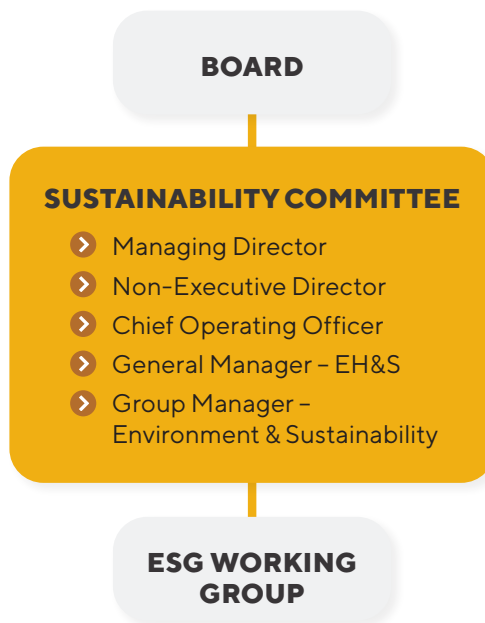 BOARD
SUSTAINABILITY COMMITTEE
Managing Director
Non-Executive Director
Chief Operating Officer
General Manager – EH&S
Group Manager –
Environment & Sustainability
ESG WORKING
GROUP